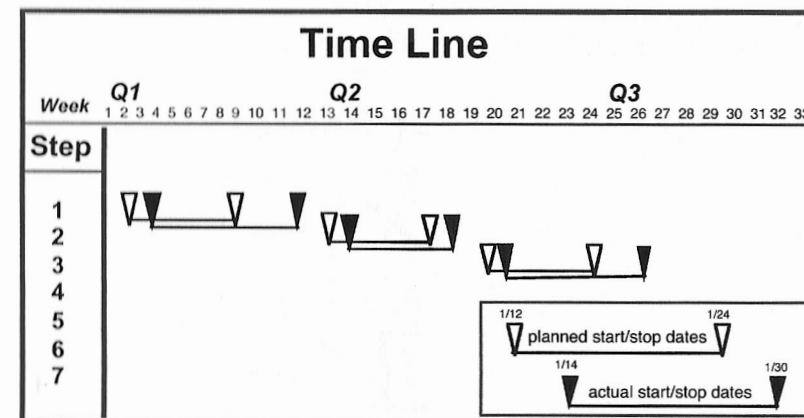 Time Line
Q1 Q2 Q3
Week 1 2 3 4 5 6 7 8 9 10 11 12 13 14 15 16 17 18 19 20 21 22 23 24 25 26 27 28 29 30 31 32 33
Step
1
2
3
4
5
6
7
1/12 1/24
planned start/stop dates
1/14 1/30
actual start/stop dates